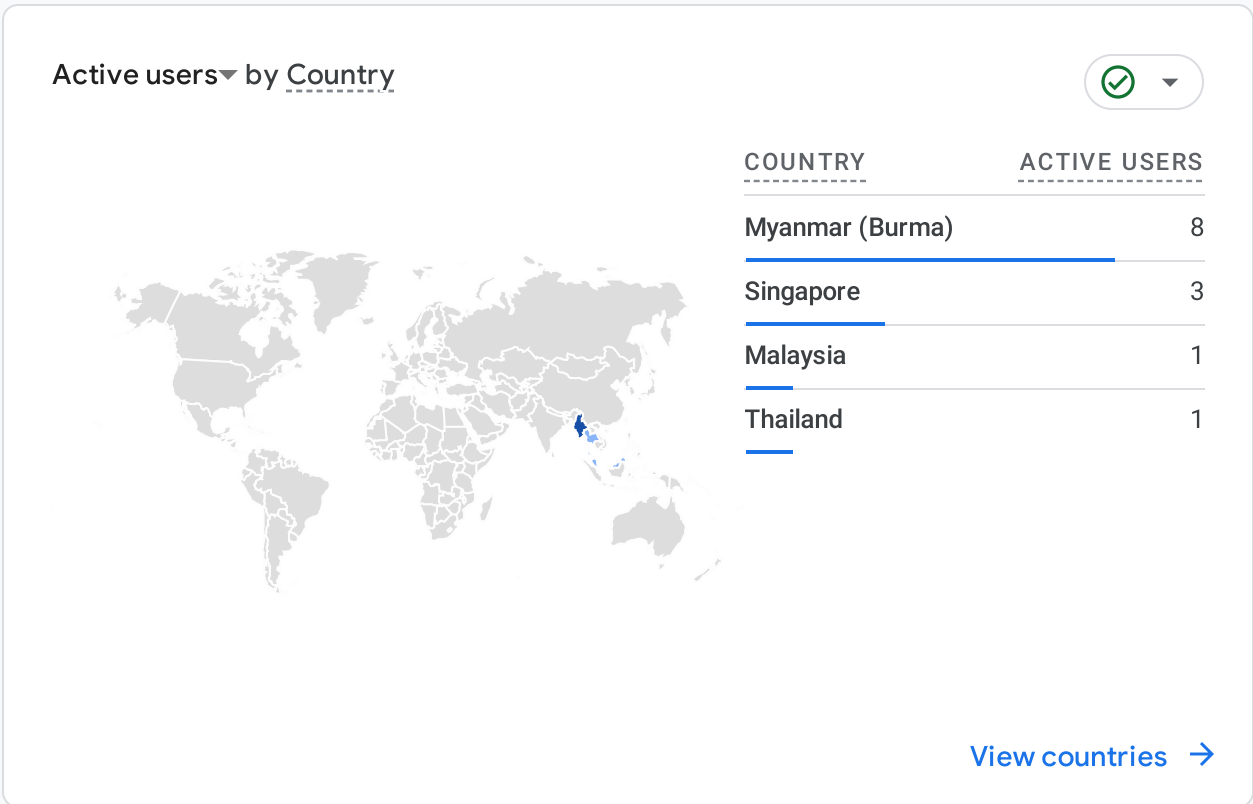 Active users by Country
COUNTRY ACTIVE USERS
Myanmar (Burma) 8
Singapore 3
Malaysia 1
Thailand 1
View countries